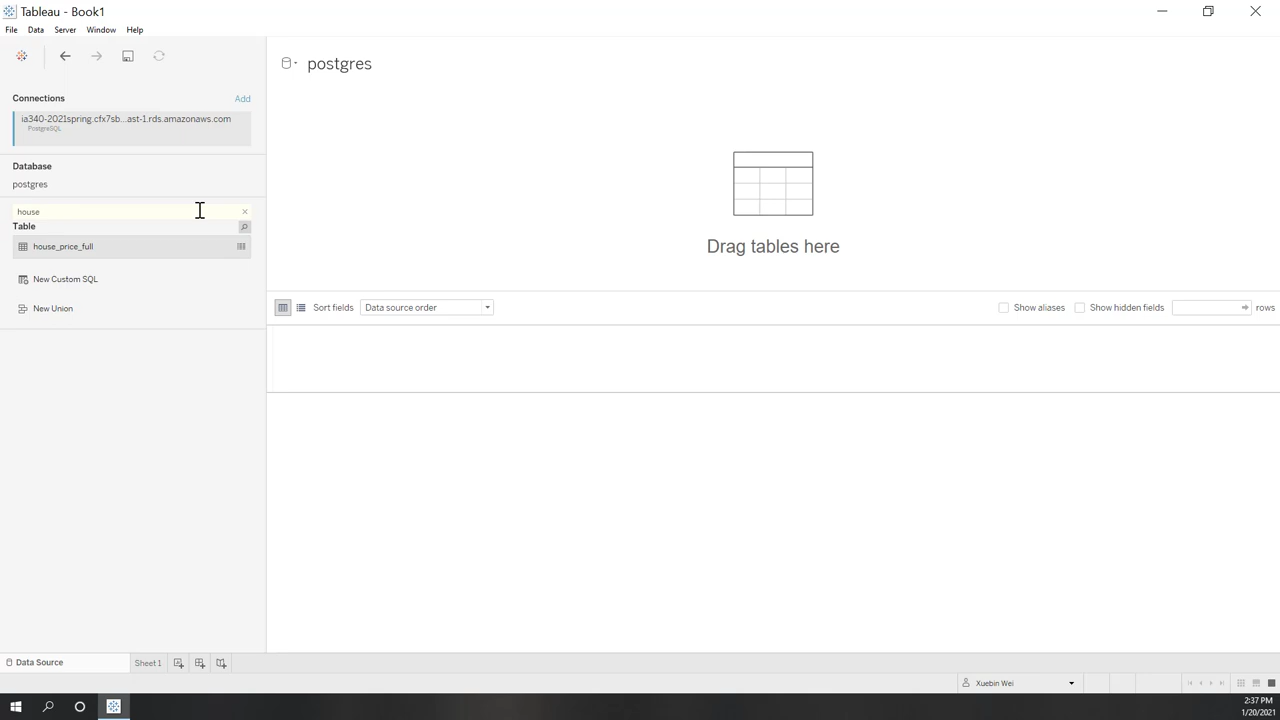 Tableau - Book1
File Data Server Window Help
Connections Add
ia340-2021spring.cfx7sb...ast-1.rds.amazonaws.com
PostgreSQL
Database
postgres
house
Table
house_price_full
New Custom SQL
New Union
postgres
Drag tables here
Sort fields Data source order Show aliases Show hidden fields rows
Data Source Sheet 1
Xuebin Wei
2:37 PM
1/20/2021